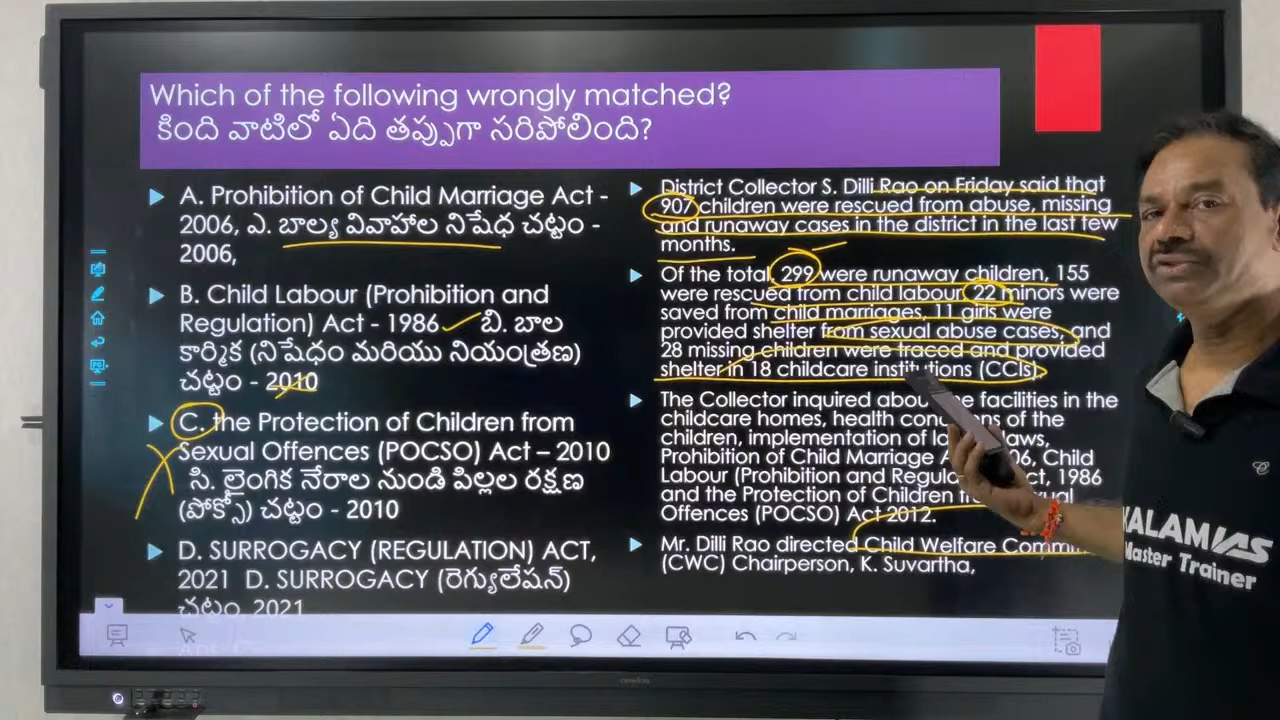 Which of the following wrongly matched?
కింది వాటిలో ఏది తప్పుగా సరిపోలింది?
A. Prohibition of Child Marriage Act -
2006, ఎ. బాల్య వివాహాల నిషేధ చట్టం -
2006,
B. Child Labour (Prohibition and
Regulation) Act - 1986 బి. బాల
కార్మిక (నిషేధం మరియు నియంత్రణ)
చట్టం - 2010
C. the Protection of Children from
Sexual Offences (POCSO) Act – 2010
సి. లైంగిక నేరాల నుండి పిల్లల రక్షణ
(పోక్సో) చట్టం - 2010
D. SURROGACY (REGULATION) ACT,
2021 D. SURROGACY (రెగ్యులేషన్)
చట్టం, 2021
District Collector S. Dilli Rao on Friday said that
907 children were rescued from abuse, missing
and runaway cases in the district in the last few
months.
Of the total, 299 were runaway children, 155
were rescued from child labour, 22 minors were
saved from child marriages, 11 girls were
provided shelter from sexual abuse cases, and
28 missing children were traced and provided
shelter in 18 childcare institutions (CCIs).
The Collector inquired about facilities in the
childcare homes, health of the
children, implementation of laws,
Prohibition of Child Marriage Child
Labour (Prohibition and 1986
and the Protection of Children
Offences (POCSO) Act 2012.
Mr. Dilli Rao directed Child Welfare
(CWC) Chairperson, K. Suvartha,
KALAM IAS
Master Trainer